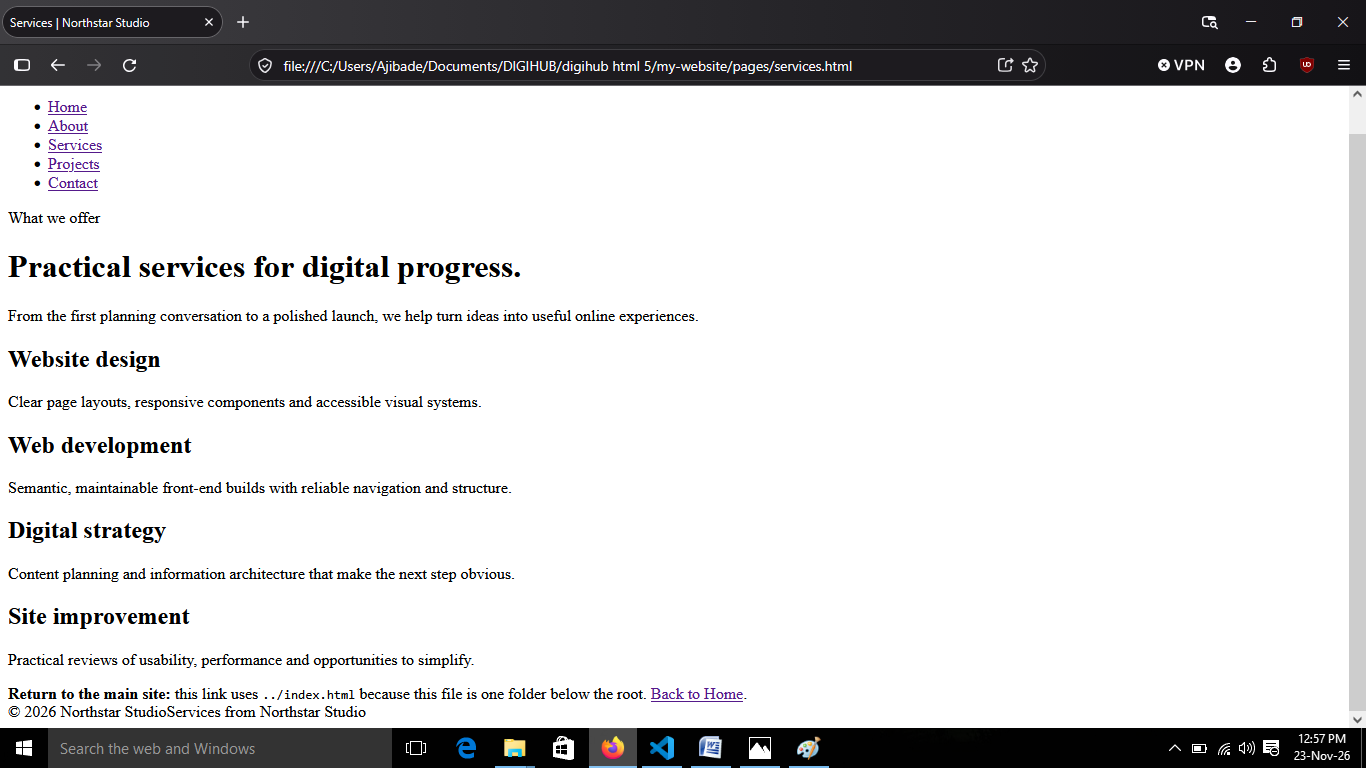 Services | Northstar Studio
file:///C:/Users/Ajibade/Documents/DIGIHUB/digihub html 5/my-website/pages/services.html
VPN
Home
About
Services
Projects
Contact
What we offer
Practical services for digital progress.
From the first planning conversation to a polished launch, we help turn ideas into useful online experiences.
Website design
Clear page layouts, responsive components and accessible visual systems.
Web development
Semantic, maintainable front-end builds with reliable navigation and structure.
Digital strategy
Content planning and information architecture that make the next step obvious.
Site improvement
Practical reviews of usability, performance and opportunities to simplify.
Return to the main site: this link uses ../index.html because this file is one folder below the root. Back to Home.
© 2026 Northstar StudioServices from Northstar Studio
Search the web and Windows
12:57 PM
23-Nov-26